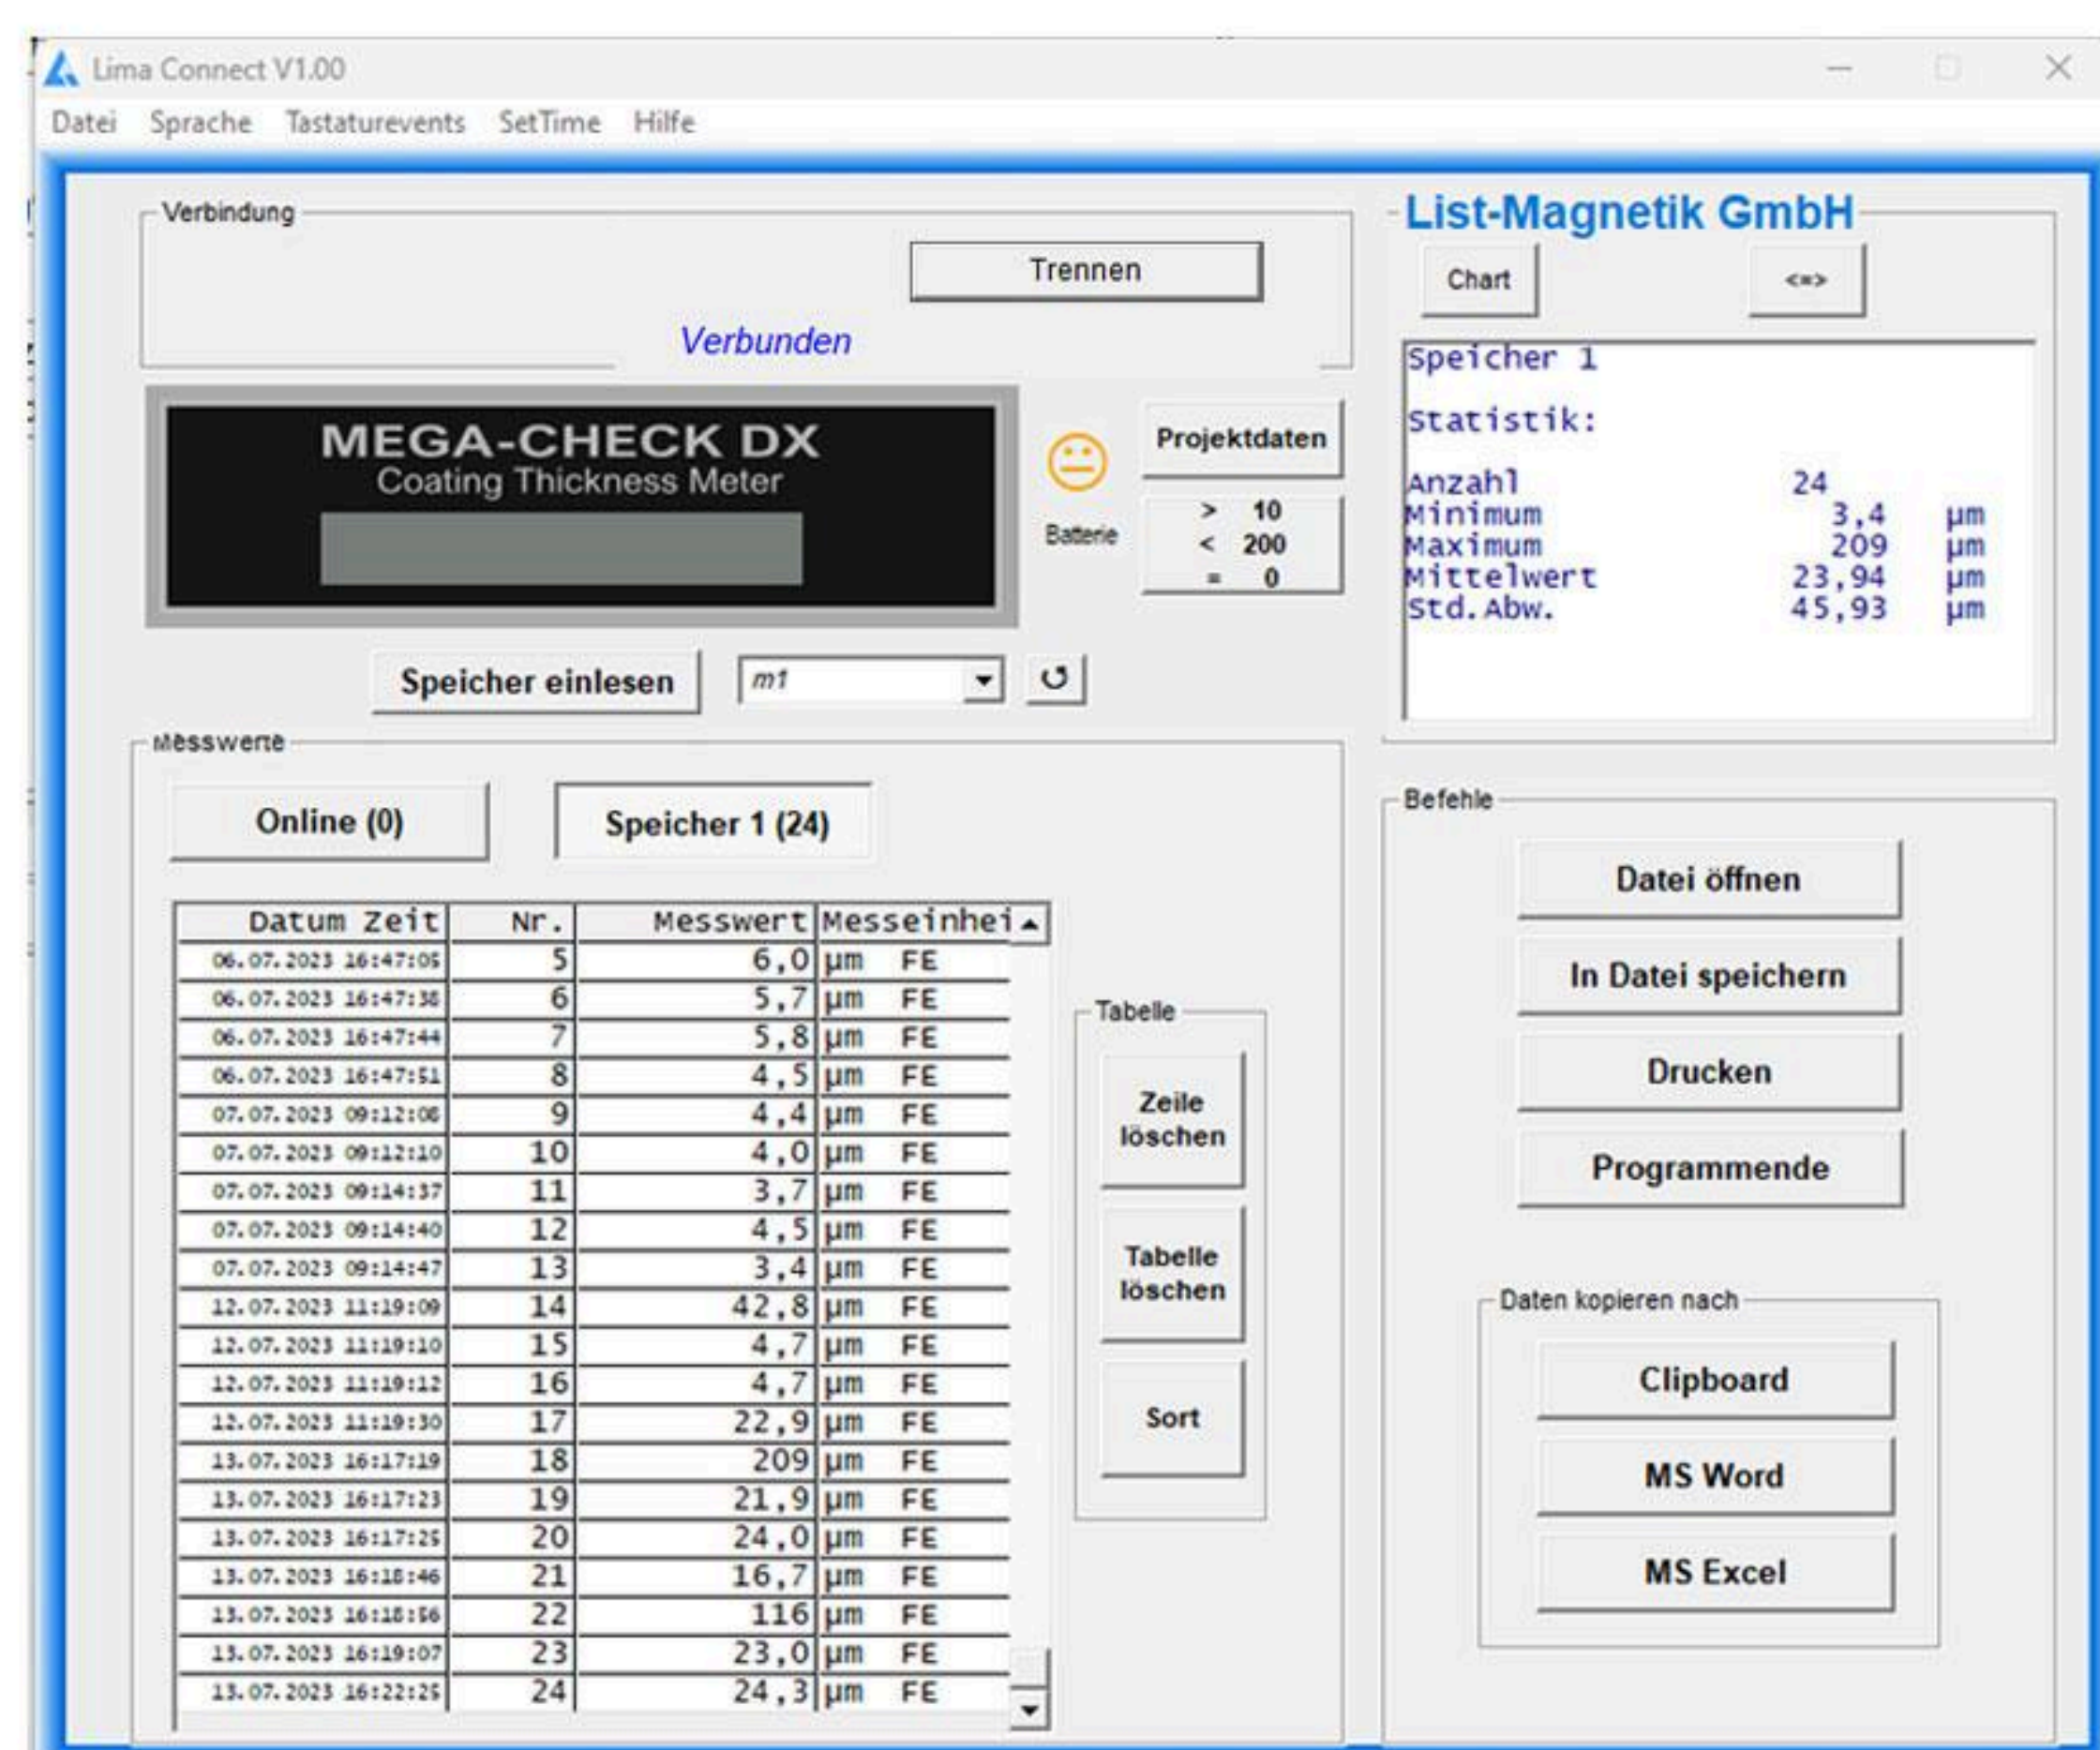 Lima Connect V1.00
Datei Sprache Tastaturevents SetTime Hilfe
Verbindung
Trennen
Verbunden
MEGA-CHECK DX
Coating Thickness Meter
Batterie
Projektdaten
> 10
< 200
= 0
Speicher einlesen m1
List-Magnetik GmbH
Chart <=>
Speicher 1
Statistik:
Anzahl 24
Minimum 3,4 µm
Maximum 209 µm
Mittelwert 23,94 µm
Std.Abw. 45,93 µm
Messwerte
Online (0) Speicher 1 (24)
Datum Zeit Nr. Messwert Messeinhei
06.07.2023 16:47:05 5 6,0 µm FE
06.07.2023 16:47:38 6 5,7 µm FE
06.07.2023 16:47:44 7 5,8 µm FE
06.07.2023 16:47:51 8 4,5 µm FE
07.07.2023 09:12:08 9 4,4 µm FE
07.07.2023 09:12:10 10 4,0 µm FE
07.07.2023 09:14:37 11 3,7 µm FE
07.07.2023 09:14:40 12 4,5 µm FE
07.07.2023 09:14:47 13 3,4 µm FE
12.07.2023 11:19:09 14 42,8 µm FE
12.07.2023 11:19:10 15 4,7 µm FE
12.07.2023 11:19:12 16 4,7 µm FE
12.07.2023 11:19:30 17 22,9 µm FE
13.07.2023 16:17:19 18 209 µm FE
13.07.2023 16:17:23 19 21,9 µm FE
13.07.2023 16:17:25 20 24,0 µm FE
13.07.2023 16:18:46 21 16,7 µm FE
13.07.2023 16:18:56 22 116 µm FE
13.07.2023 16:19:07 23 23,0 µm FE
13.07.2023 16:22:25 24 24,3 µm FE
Tabelle
Zeile
löschen
Tabelle
löschen
Sort
Befehle
Datei öffnen
In Datei speichern
Drucken
Programmende
Daten kopieren nach
Clipboard
MS Word
MS Excel